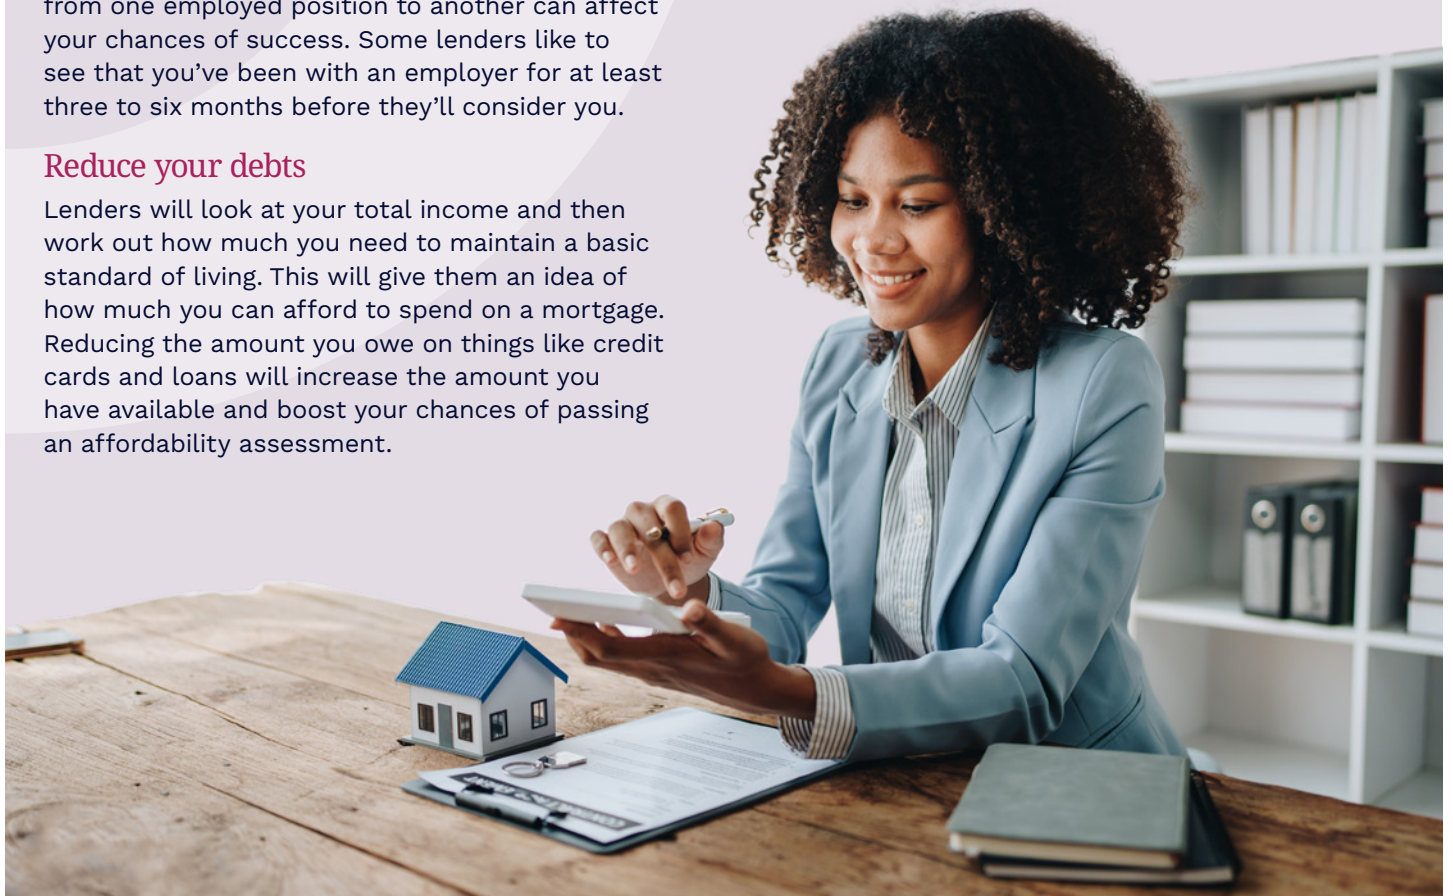 from one employed position to another can affect
your chances of success. Some lenders like to
see that you’ve been with an employer for at least
three to six months before they’ll consider you.
Reduce your debts
Lenders will look at your total income and then
work out how much you need to maintain a basic
standard of living. This will give them an idea of
how much you can afford to spend on a mortgage.
Reducing the amount you owe on things like credit
cards and loans will increase the amount you
have available and boost your chances of passing
an affordability assessment.